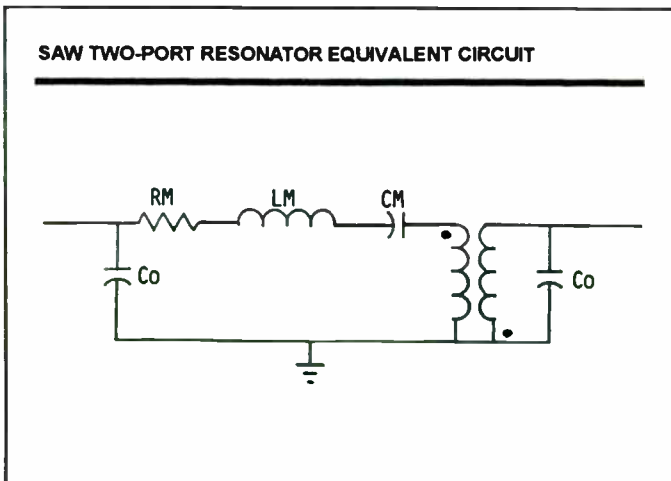 SAW TWO-PORT RESONATOR EQUIVALENT CIRCUIT
RM
LM
CM
Co
Co